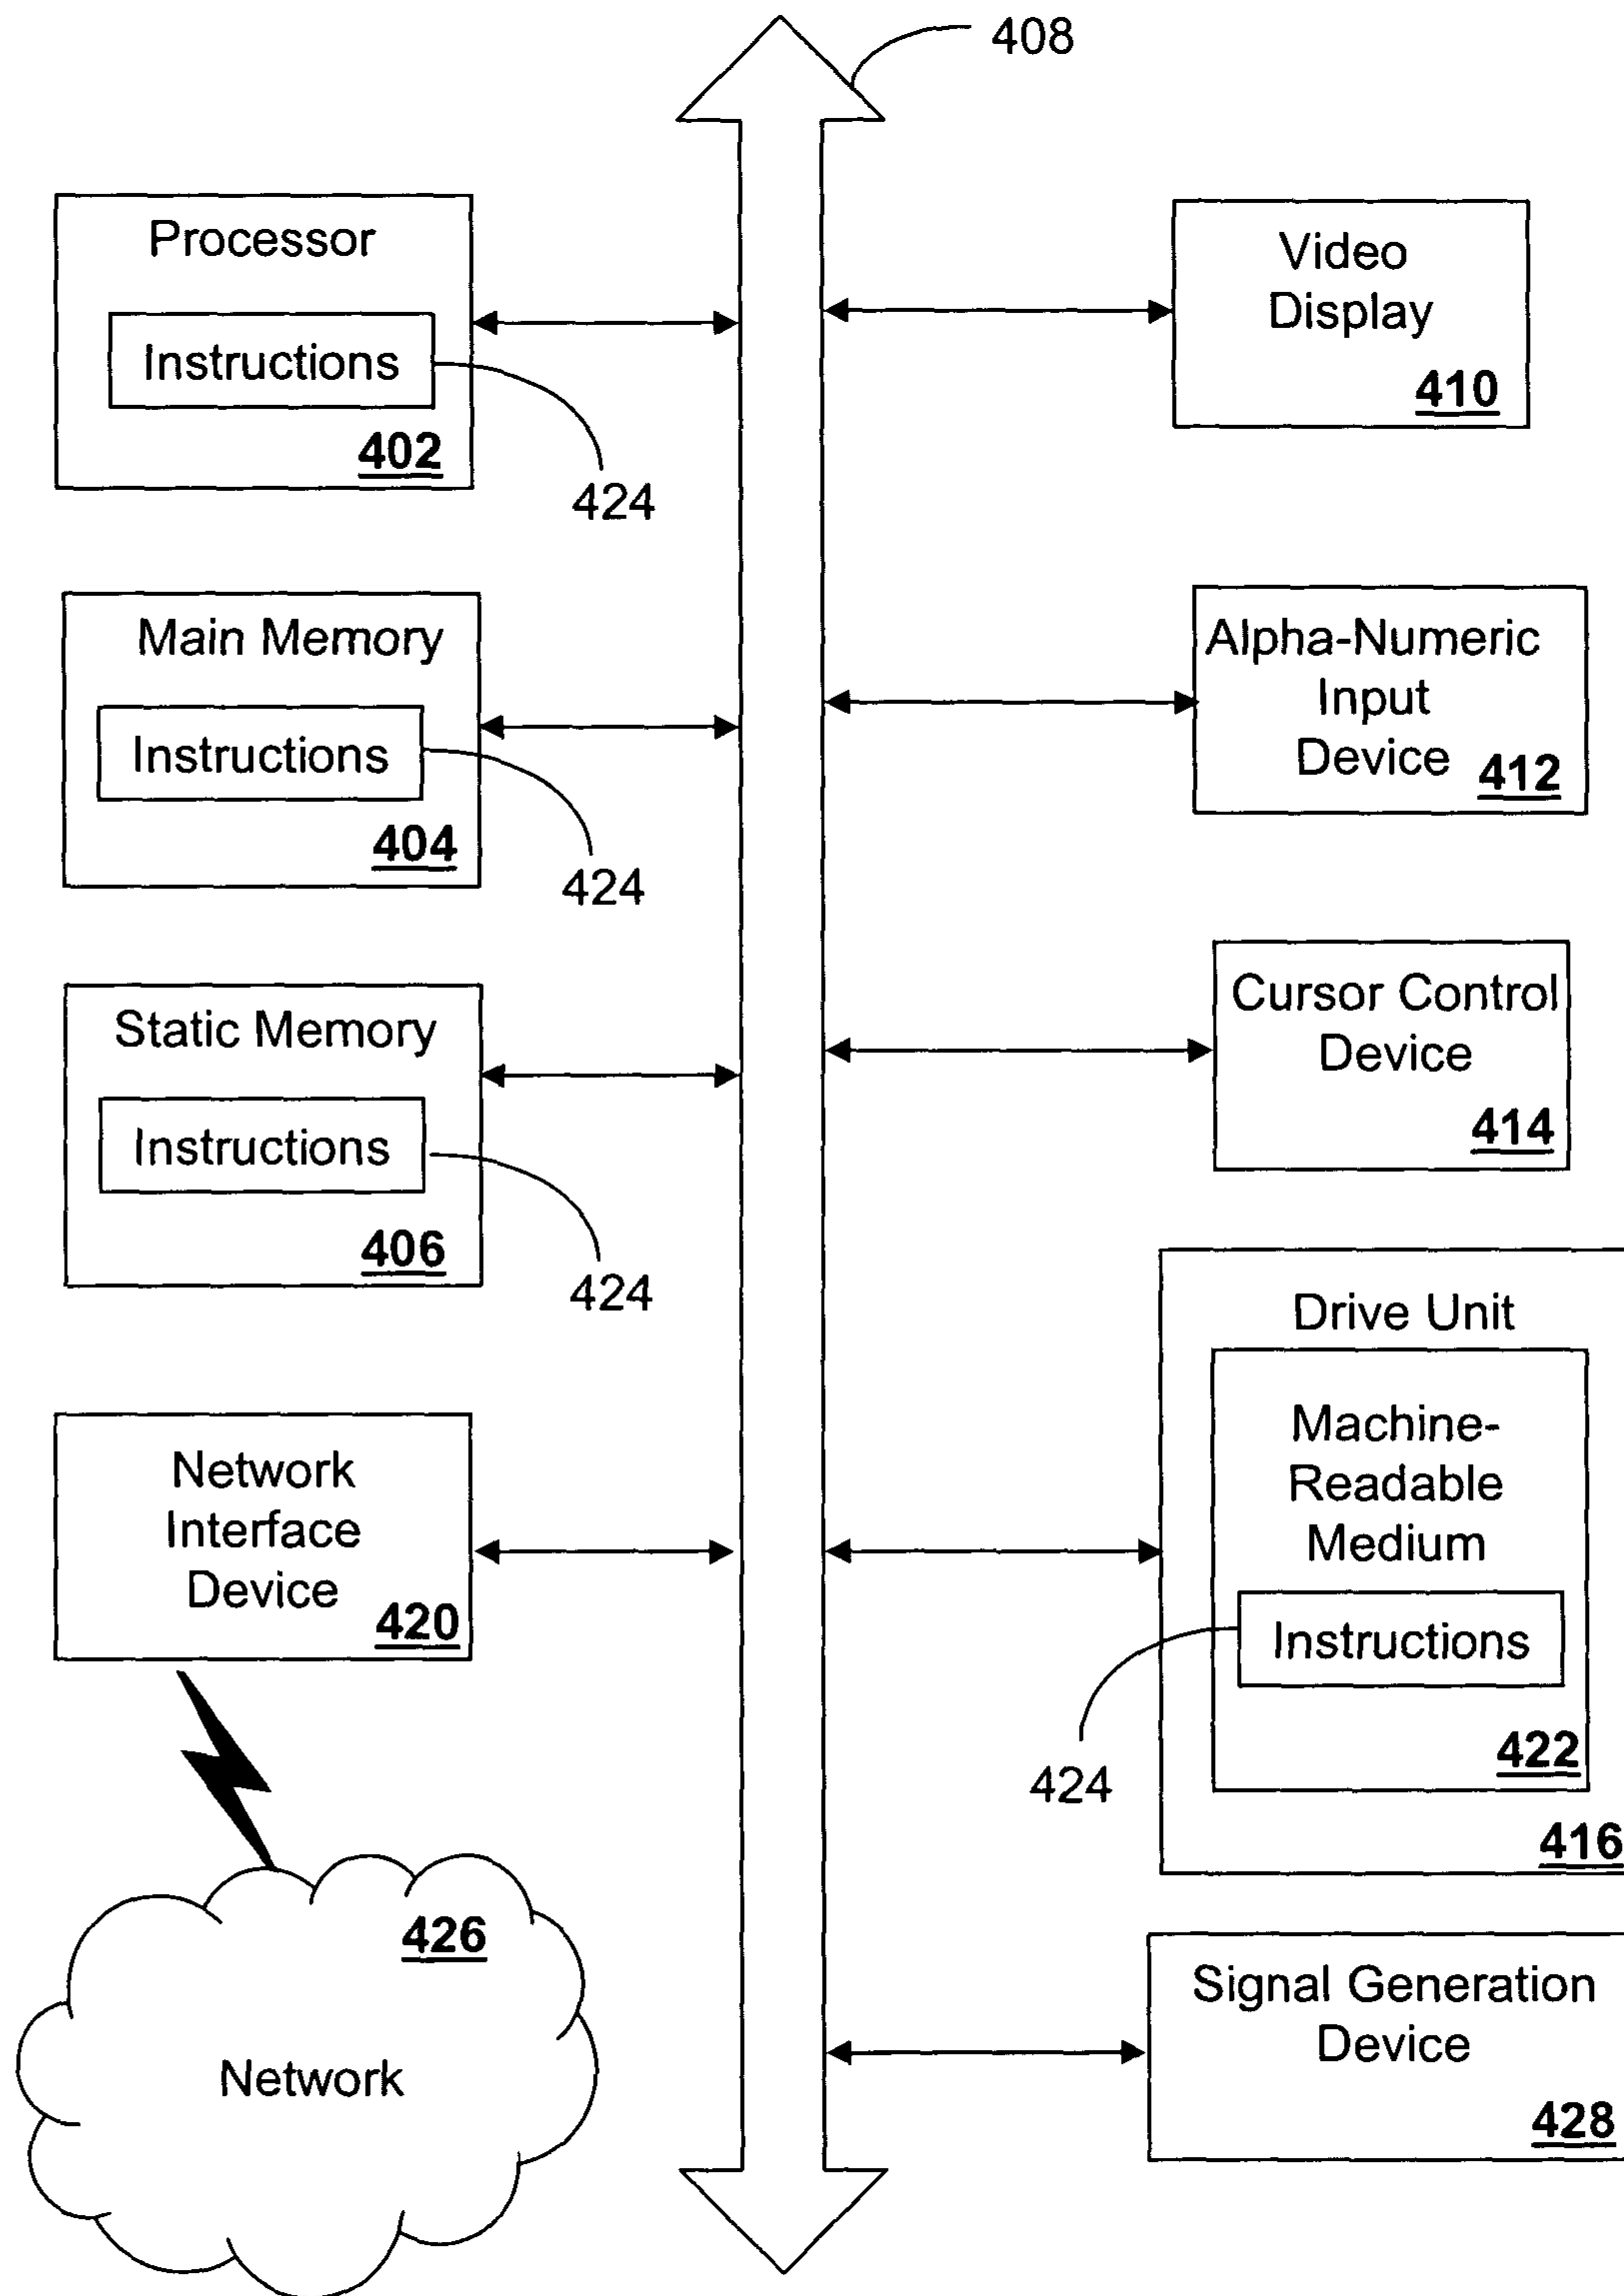 408
Processor
Instructions
402
424
Main Memory
Instructions
404
424
Static Memory
Instructions
406
424
Network
Interface
Device
420
426
Network
Video
Display
410
Alpha-Numeric
Input
Device
412
Cursor Control
Device
414
Drive Unit
Machine-
Readable
Medium
Instructions
424
422
416
Signal Generation
Device
428